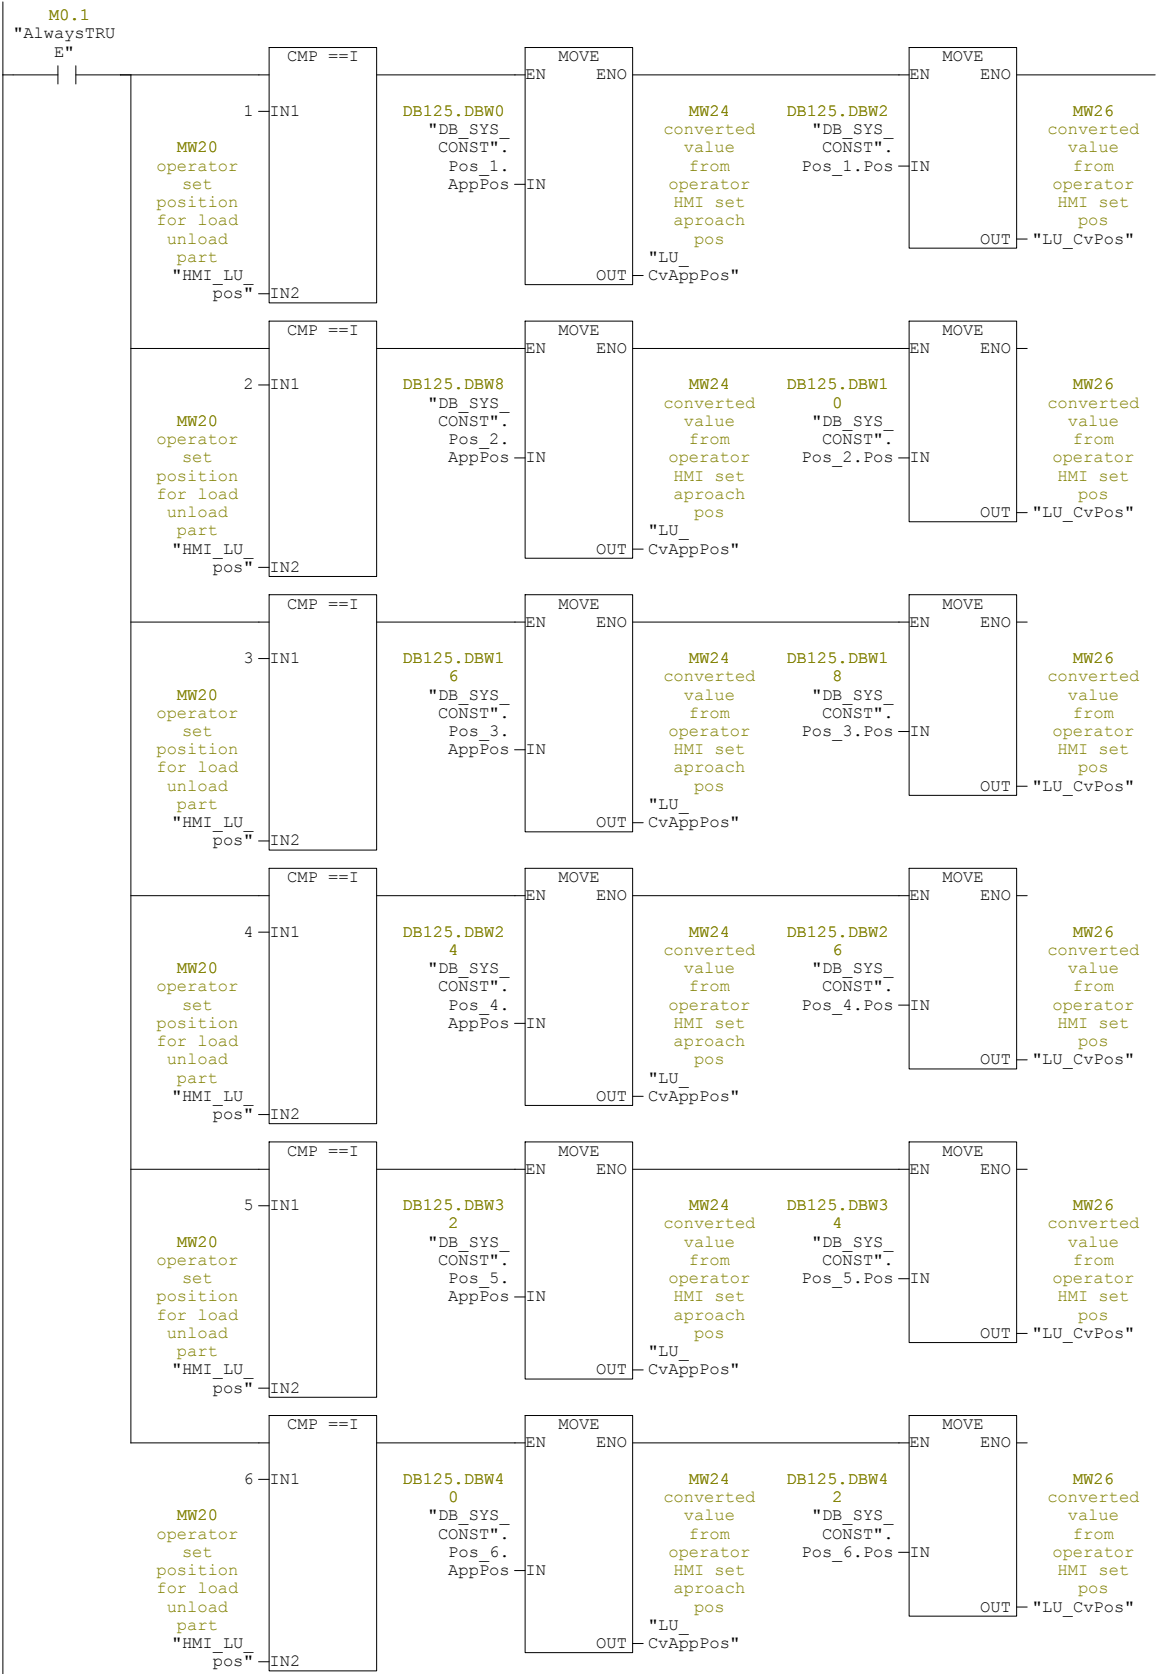 M0.1
"AlwaysTRU
E"
CMP ==I
MOVE
MOVE
EN ENO
EN ENO
1 IN1
DB125.DBW0
"DB_SYS_
CONST".
Pos_1.
AppPos IN
MW24
converted
value
from
operator
HMI set
aproach
pos
"LU_
OUT CvAppPos"
DB125.DBW2
"DB_SYS_
CONST".
Pos_1.Pos IN
MW26
converted
value
from
operator
HMI set
pos
OUT "LU_CvPos"
MW20
operator
set
position
for load
unload
part
"HMI_LU_
pos" IN2
CMP ==I
MOVE
MOVE
EN ENO
EN ENO
2 IN1
DB125.DBW8
"DB_SYS_
CONST".
Pos_2.
AppPos IN
MW24
converted
value
from
operator
HMI set
aproach
pos
"LU_
OUT CvAppPos"
DB125.DBW1
0
"DB_SYS_
CONST".
Pos_2.Pos IN
MW26
converted
value
from
operator
HMI set
pos
OUT "LU_CvPos"
MW20
operator
set
position
for load
unload
part
"HMI_LU_
pos" IN2
CMP ==I
MOVE
MOVE
EN ENO
EN ENO
3 IN1
DB125.DBW1
6
"DB_SYS_
CONST".
Pos_3.
AppPos IN
MW24
converted
value
from
operator
HMI set
aproach
pos
"LU_
OUT CvAppPos"
DB125.DBW1
8
"DB_SYS_
CONST".
Pos_3.Pos IN
MW26
converted
value
from
operator
HMI set
pos
OUT "LU_CvPos"
MW20
operator
set
position
for load
unload
part
"HMI_LU_
pos" IN2
CMP ==I
MOVE
MOVE
EN ENO
EN ENO
4 IN1
DB125.DBW2
4
"DB_SYS_
CONST".
Pos_4.
AppPos IN
MW24
converted
value
from
operator
HMI set
aproach
pos
"LU_
OUT CvAppPos"
DB125.DBW2
6
"DB_SYS_
CONST".
Pos_4.Pos IN
MW26
converted
value
from
operator
HMI set
pos
OUT "LU_CvPos"
MW20
operator
set
position
for load
unload
part
"HMI_LU_
pos" IN2
CMP ==I
MOVE
MOVE
EN ENO
EN ENO
5 IN1
DB125.DBW3
2
"DB_SYS_
CONST".
Pos_5.
AppPos IN
MW24
converted
value
from
operator
HMI set
aproach
pos
"LU_
OUT CvAppPos"
DB125.DBW3
4
"DB_SYS_
CONST".
Pos_5.Pos IN
MW26
converted
value
from
operator
HMI set
pos
OUT "LU_CvPos"
MW20
operator
set
position
for load
unload
part
"HMI_LU_
pos" IN2
CMP ==I
MOVE
MOVE
EN ENO
EN ENO
6 IN1
DB125.DBW4
0
"DB_SYS_
CONST".
Pos_6.
AppPos IN
MW24
converted
value
from
operator
HMI set
aproach
pos
"LU_
OUT CvAppPos"
DB125.DBW4
2
"DB_SYS_
CONST".
Pos_6.Pos IN
MW26
converted
value
from
operator
HMI set
pos
OUT "LU_CvPos"
MW20
operator
set
position
for load
unload
part
"HMI_LU_
pos" IN2